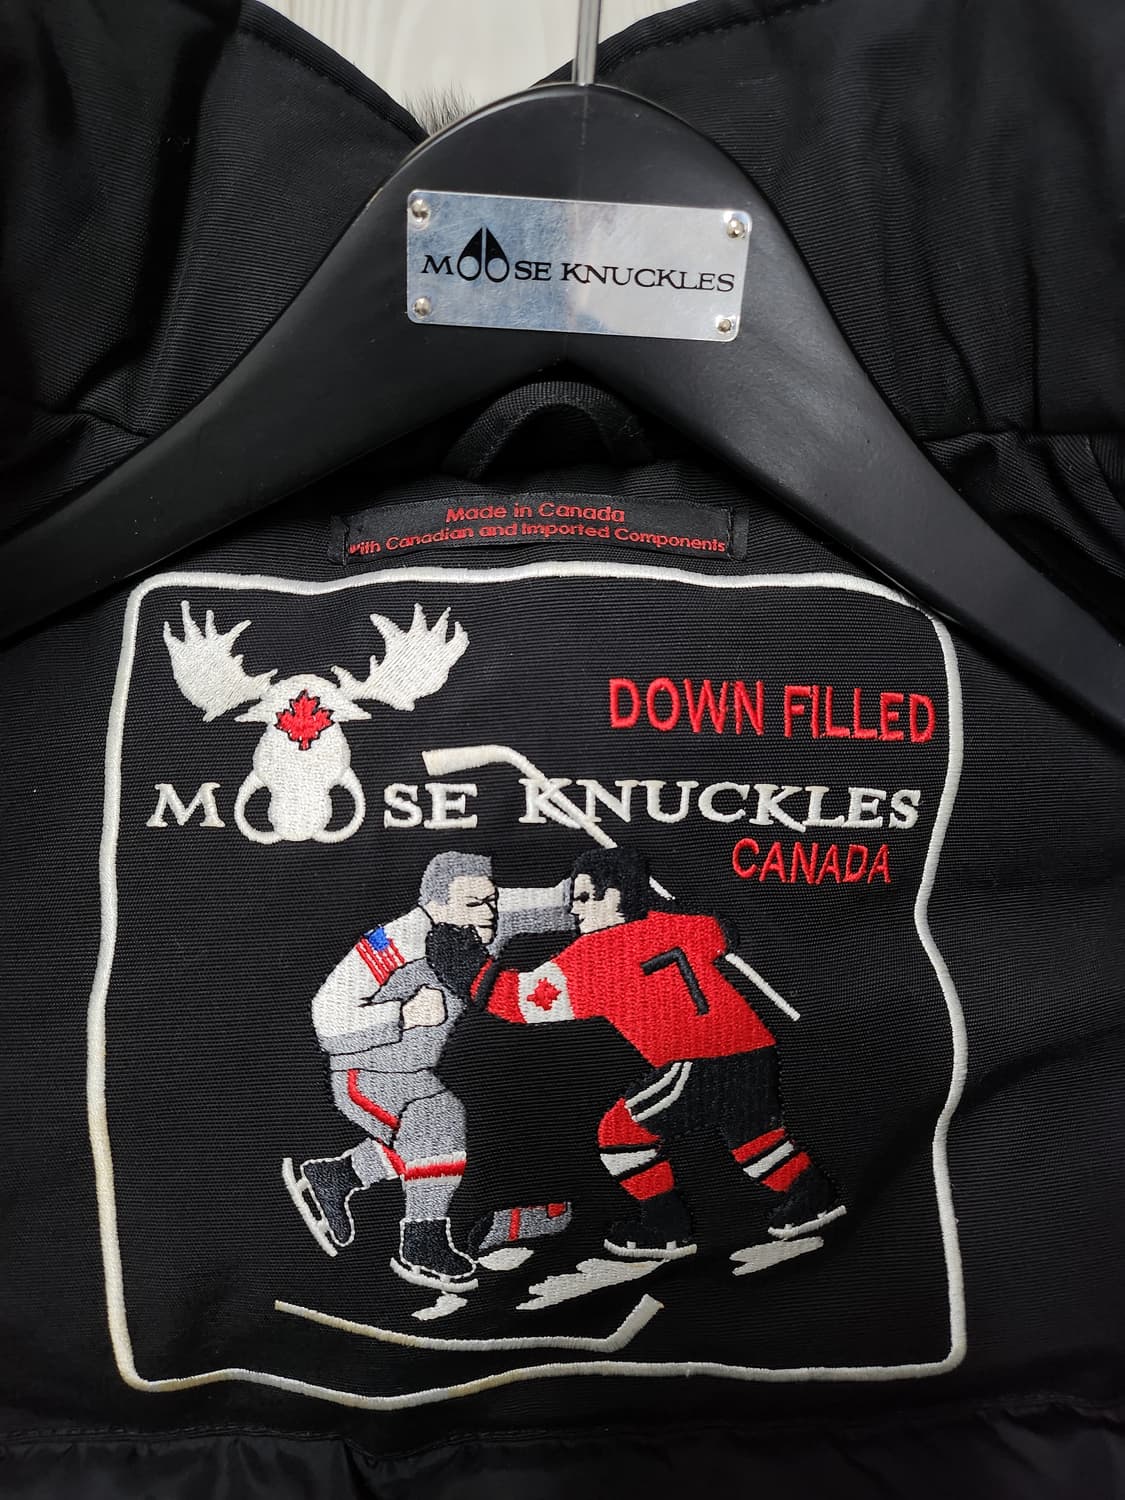 MOOSE KNUCKLES
Made in Canada
with Canadian and Imported Components
DOWN FILLED
MOOSE KNUCKLES
CANADA
7